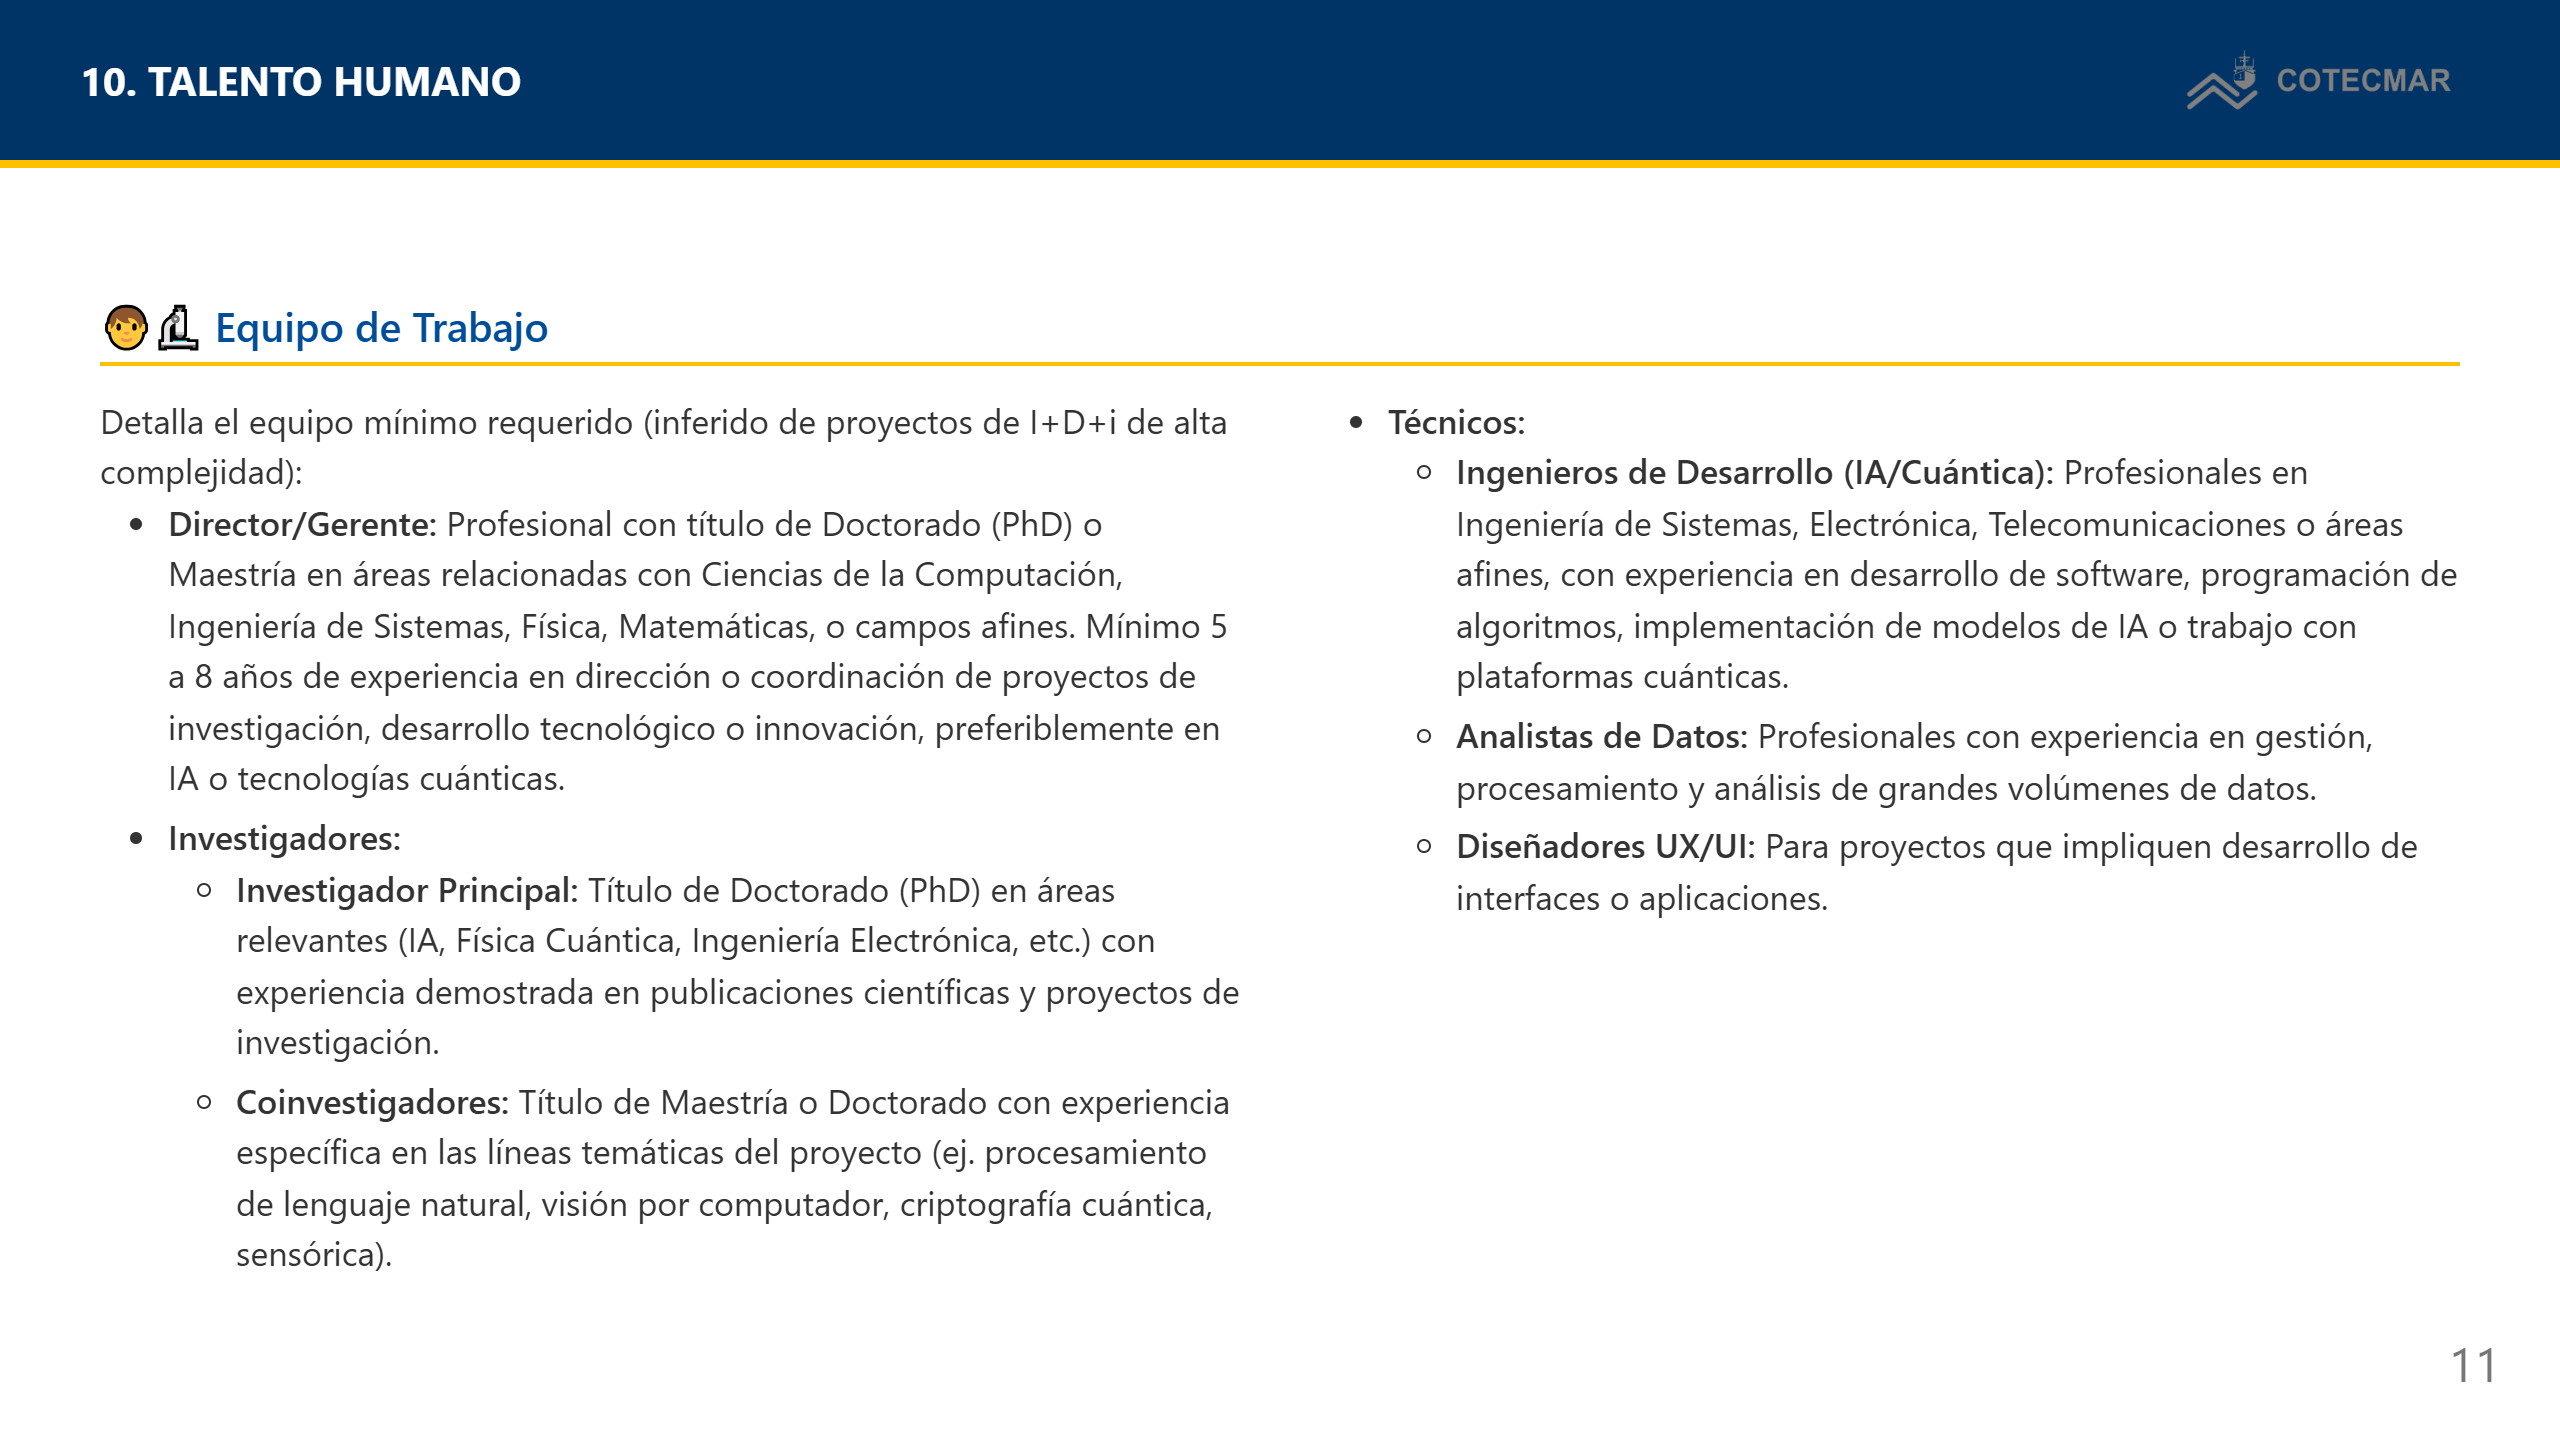 10. TALENTO HUMANO
COTECMAR
Equipo de Trabajo
Detalla el equipo mínimo requerido (inferido de proyectos de I+D+i de alta
complejidad):
• Director/Gerente: Profesional con título de Doctorado (PhD) o
Maestría en áreas relacionadas con Ciencias de la Computación,
Ingeniería de Sistemas, Física, Matemáticas, o campos afines. Mínimo 5
a 8 años de experiencia en dirección o coordinación de proyectos de
investigación, desarrollo tecnológico o innovación, preferiblemente en
IA o tecnologías cuánticas.
• Investigadores:
○ Investigador Principal: Título de Doctorado (PhD) en áreas
relevantes (IA, Física Cuántica, Ingeniería Electrónica, etc.) con
experiencia demostrada en publicaciones científicas y proyectos de
investigación.
○ Coinvestigadores: Título de Maestría o Doctorado con experiencia
específica en las líneas temáticas del proyecto (ej. procesamiento
de lenguaje natural, visión por computador, criptografía cuántica,
sensórica).
• Técnicos:
○ Ingenieros de Desarrollo (IA/Cuántica): Profesionales en
Ingeniería de Sistemas, Electrónica, Telecomunicaciones o áreas
afines, con experiencia en desarrollo de software, programación de
algoritmos, implementación de modelos de IA o trabajo con
plataformas cuánticas.
○ Analistas de Datos: Profesionales con experiencia en gestión,
procesamiento y análisis de grandes volúmenes de datos.
○ Diseñadores UX/UI: Para proyectos que impliquen desarrollo de
interfaces o aplicaciones.
11